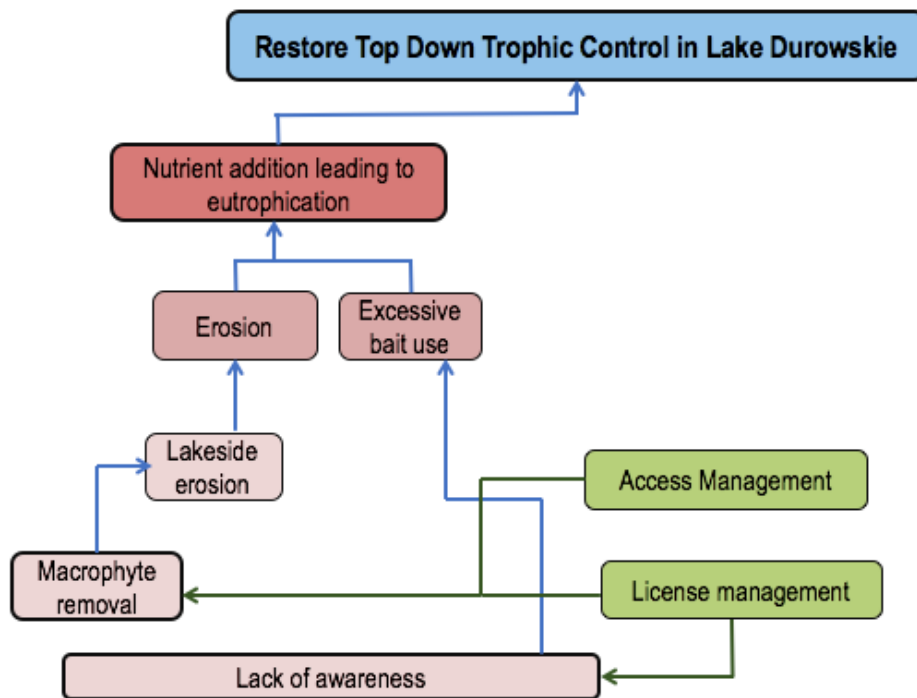 Restore Top Down Trophic Control in Lake Durowskie
Nutrient addition leading to
eutrophication
Erosion
Excessive
bait use
Lakeside
erosion
Access Management
Macrophyte
removal
License management
Lack of awareness